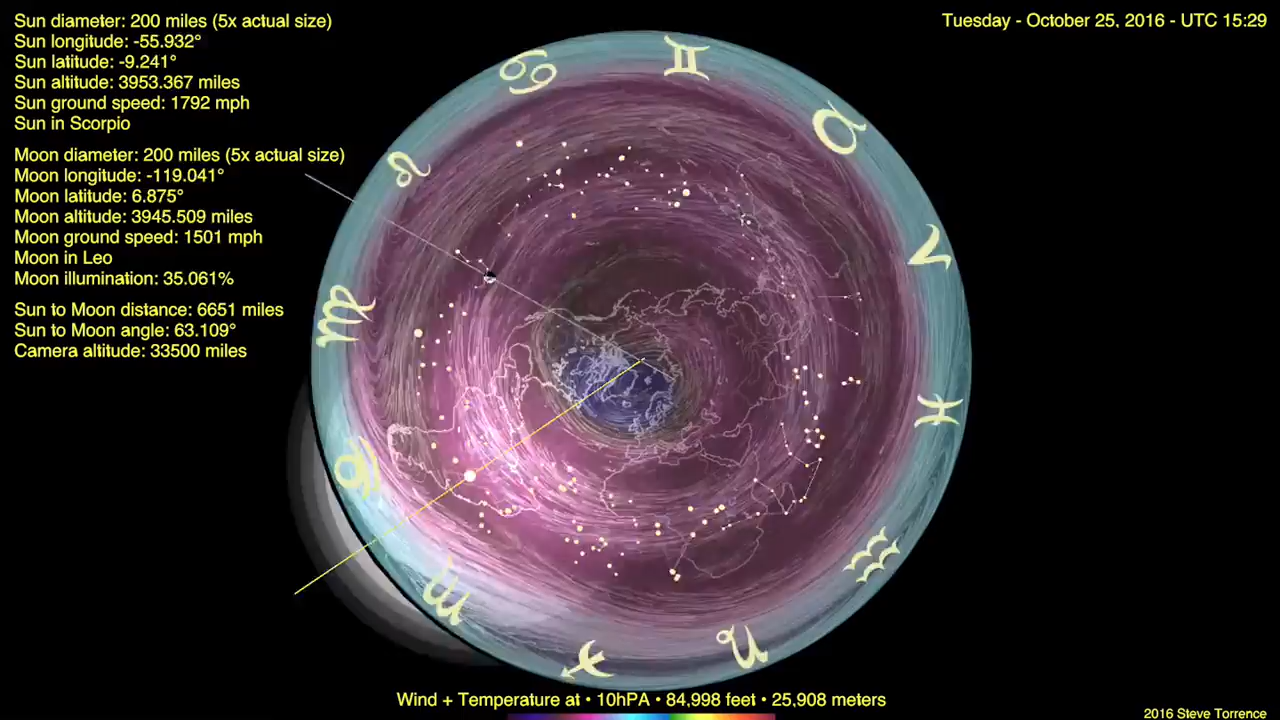 Sun diameter: 200 miles (5x actual size)
Sun longitude: -55.932°
Sun latitude: -9.241°
Sun altitude: 3953.367 miles
Sun ground speed: 1792 mph
Sun in Scorpio
Moon diameter: 200 miles (5x actual size)
Moon longitude: -119.041°
Moon latitude: 6.875°
Moon altitude: 3945.509 miles
Moon ground speed: 1501 mph
Moon in Leo
Moon illumination: 35.061%
Sun to Moon distance: 6651 miles
Sun to Moon angle: 63.109°
Camera altitude: 33500 miles
Tuesday - October 25, 2016 - UTC 15:29
Wind + Temperature at • 10hPA • 84,998 feet • 25,908 meters
2016 Steve Torrence